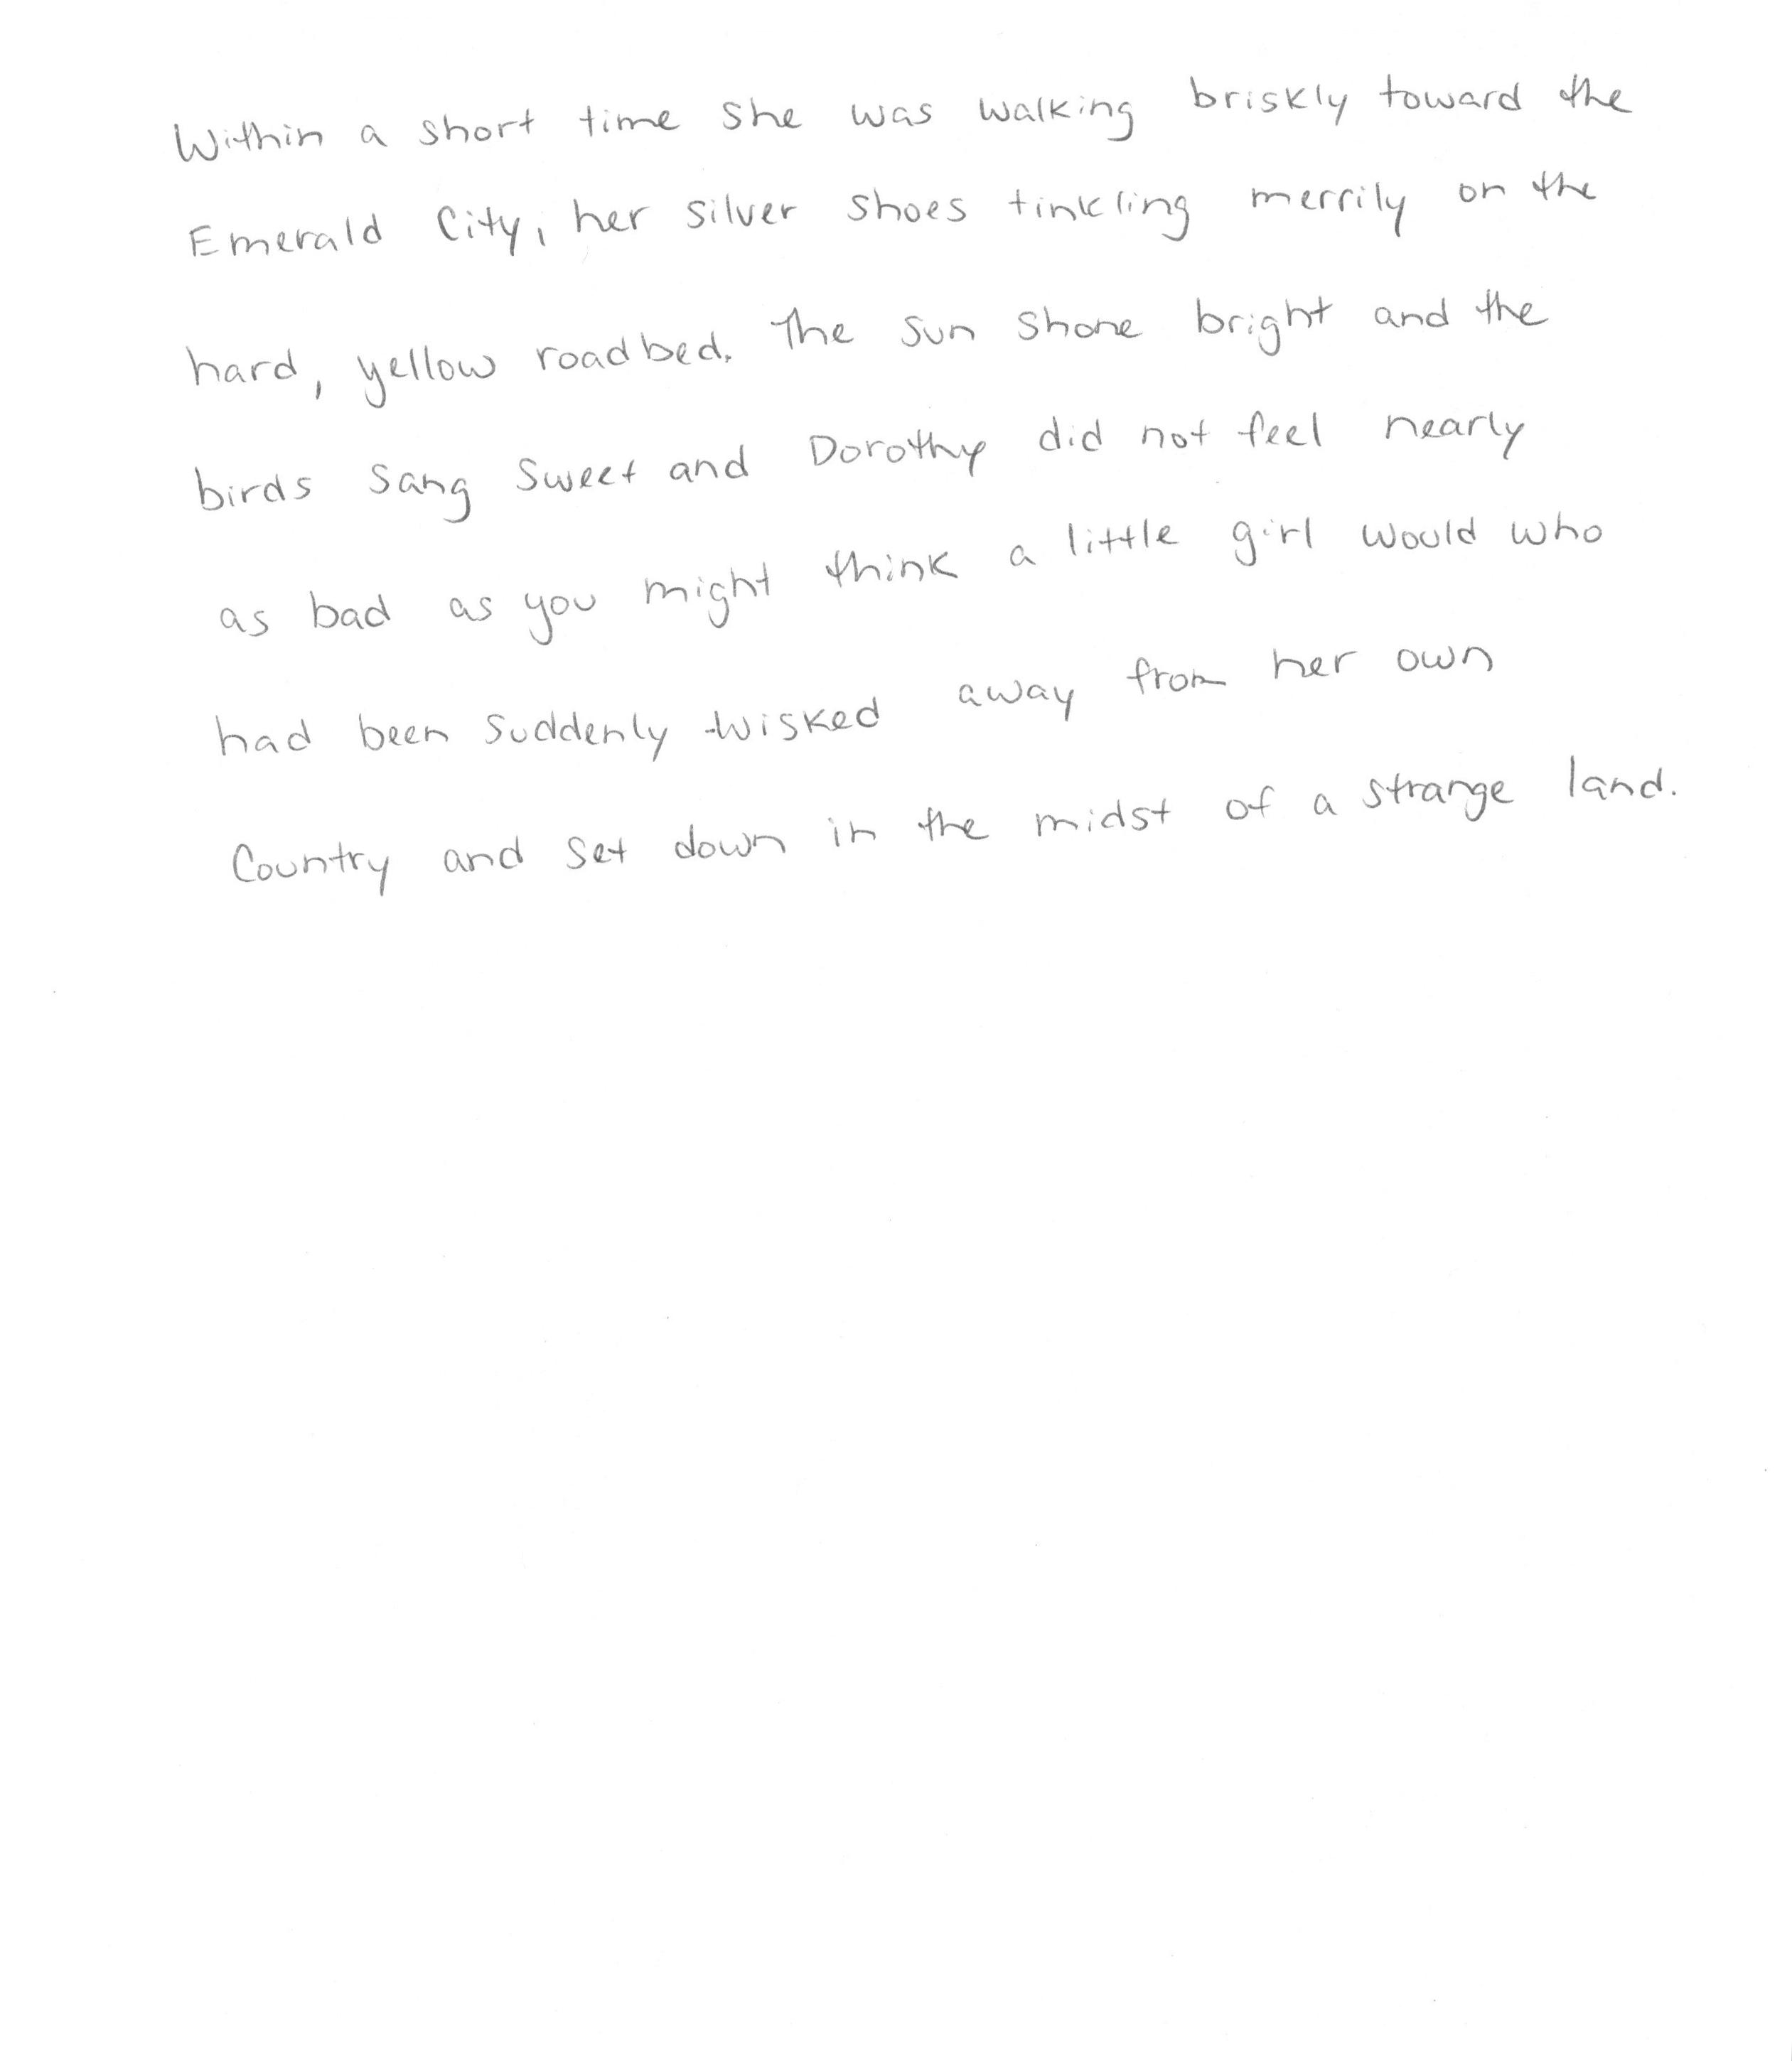 Within a short time she was walking briskly toward the
Emerald City, her silver shoes tinkling merrily on the
hard, yellow roadbed. The sun shone bright and the
birds sang sweet and Dorothy did not feel nearly
as bad as you might think a little girl would who
had been suddenly wisked away from her own
country and set down in the midst of a strange land.